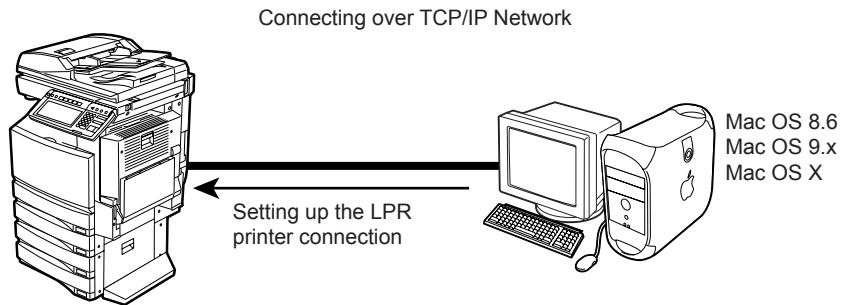 Connecting over TCP/IP Network
Mac OS 8.6
Mac OS 9.x
Mac OS X
Setting up the LPR
printer connection